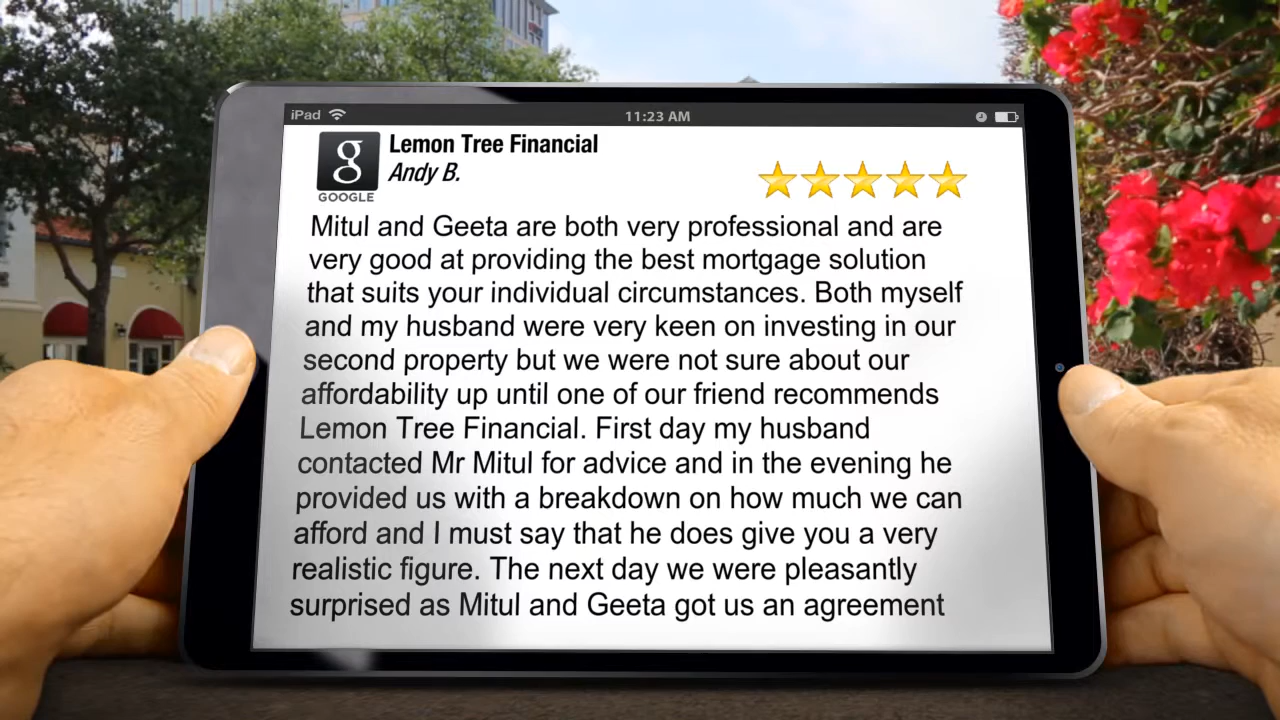 iPad 11:23 AM
g
GOOGLE
Lemon Tree Financial
Andy B.
Mitul and Geeta are both very professional and are
very good at providing the best mortgage solution
that suits your individual circumstances. Both myself
and my husband were very keen on investing in our
second property but we were not sure about our
affordability up until one of our friend recommends
Lemon Tree Financial. First day my husband
contacted Mr Mitul for advice and in the evening he
provided us with a breakdown on how much we can
afford and I must say that he does give you a very
realistic figure. The next day we were pleasantly
surprised as Mitul and Geeta got us an agreement